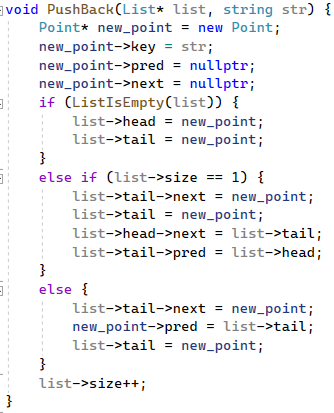 void PushBack(List* list, string str) {
    Point* new_point = new Point;
    new_point->key = str;
    new_point->pred = nullptr;
    new_point->next = nullptr;
    if (ListIsEmpty(list)) {
        list->head = new_point;
        list->tail = new_point;
    }
    else if (list->size == 1) {
        list->tail->next = new_point;
        list->tail = new_point;
        list->head->next = list->tail;
        list->tail->pred = list->head;
    }
    else {
        list->tail->next = new_point;
        new_point->pred = list->tail;
        list->tail = new_point;
    }
    list->size++;
}